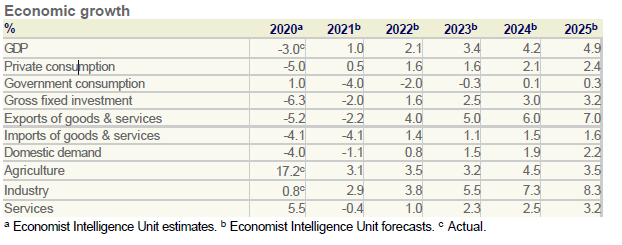 Economic growth
% 2020a 2021b 2022b 2023b 2024b 2025b
GDP -3.0c 1.0 2.1 3.4 4.2 4.9
Private consumption -5.0 0.5 1.6 1.6 2.1 2.4
Government consumption 1.0 -4.0 -2.0 -0.3 0.1 0.3
Gross fixed investment -6.3 -2.0 1.6 2.5 3.0 3.2
Exports of goods & services -5.2 -2.2 4.0 5.0 6.0 7.0
Imports of goods & services -4.1 -4.1 1.4 1.1 1.5 1.6
Domestic demand -4.0 -1.1 0.8 1.5 1.9 2.2
Agriculture 17.2c 3.1 3.5 3.2 4.5 3.5
Industry 0.8c 2.9 3.8 5.5 7.3 8.3
Services 5.5 -0.4 1.0 2.3 2.5 3.2
a Economist Intelligence Unit estimates. b Economist Intelligence Unit forecasts. c Actual.